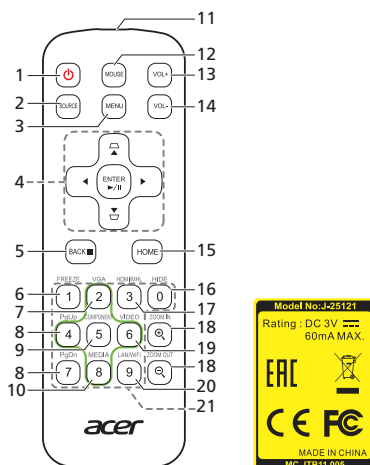 11
12
MOUSE
VOL+
1
13
2
SOURCE
MENU
VOL-
14
3
4
ENTER
►/II
5
BACK■
HOME
15
FREEZE VGA HDMI/MHL HIDE
6
1 2 3 0
16
7
17
PgUp COMPONENT VIDEO ZOOM IN
8
4 5 6
18
9
19
PgDn MEDIA LAN/WiFi ZOOM OUT
8
7 8 9
18
10
20
21
acer
Model No:J-25121
Rating : DC 3V
60mA MAX.
EAC
CE FC
MADE IN CHINA
MC.JTB11.005